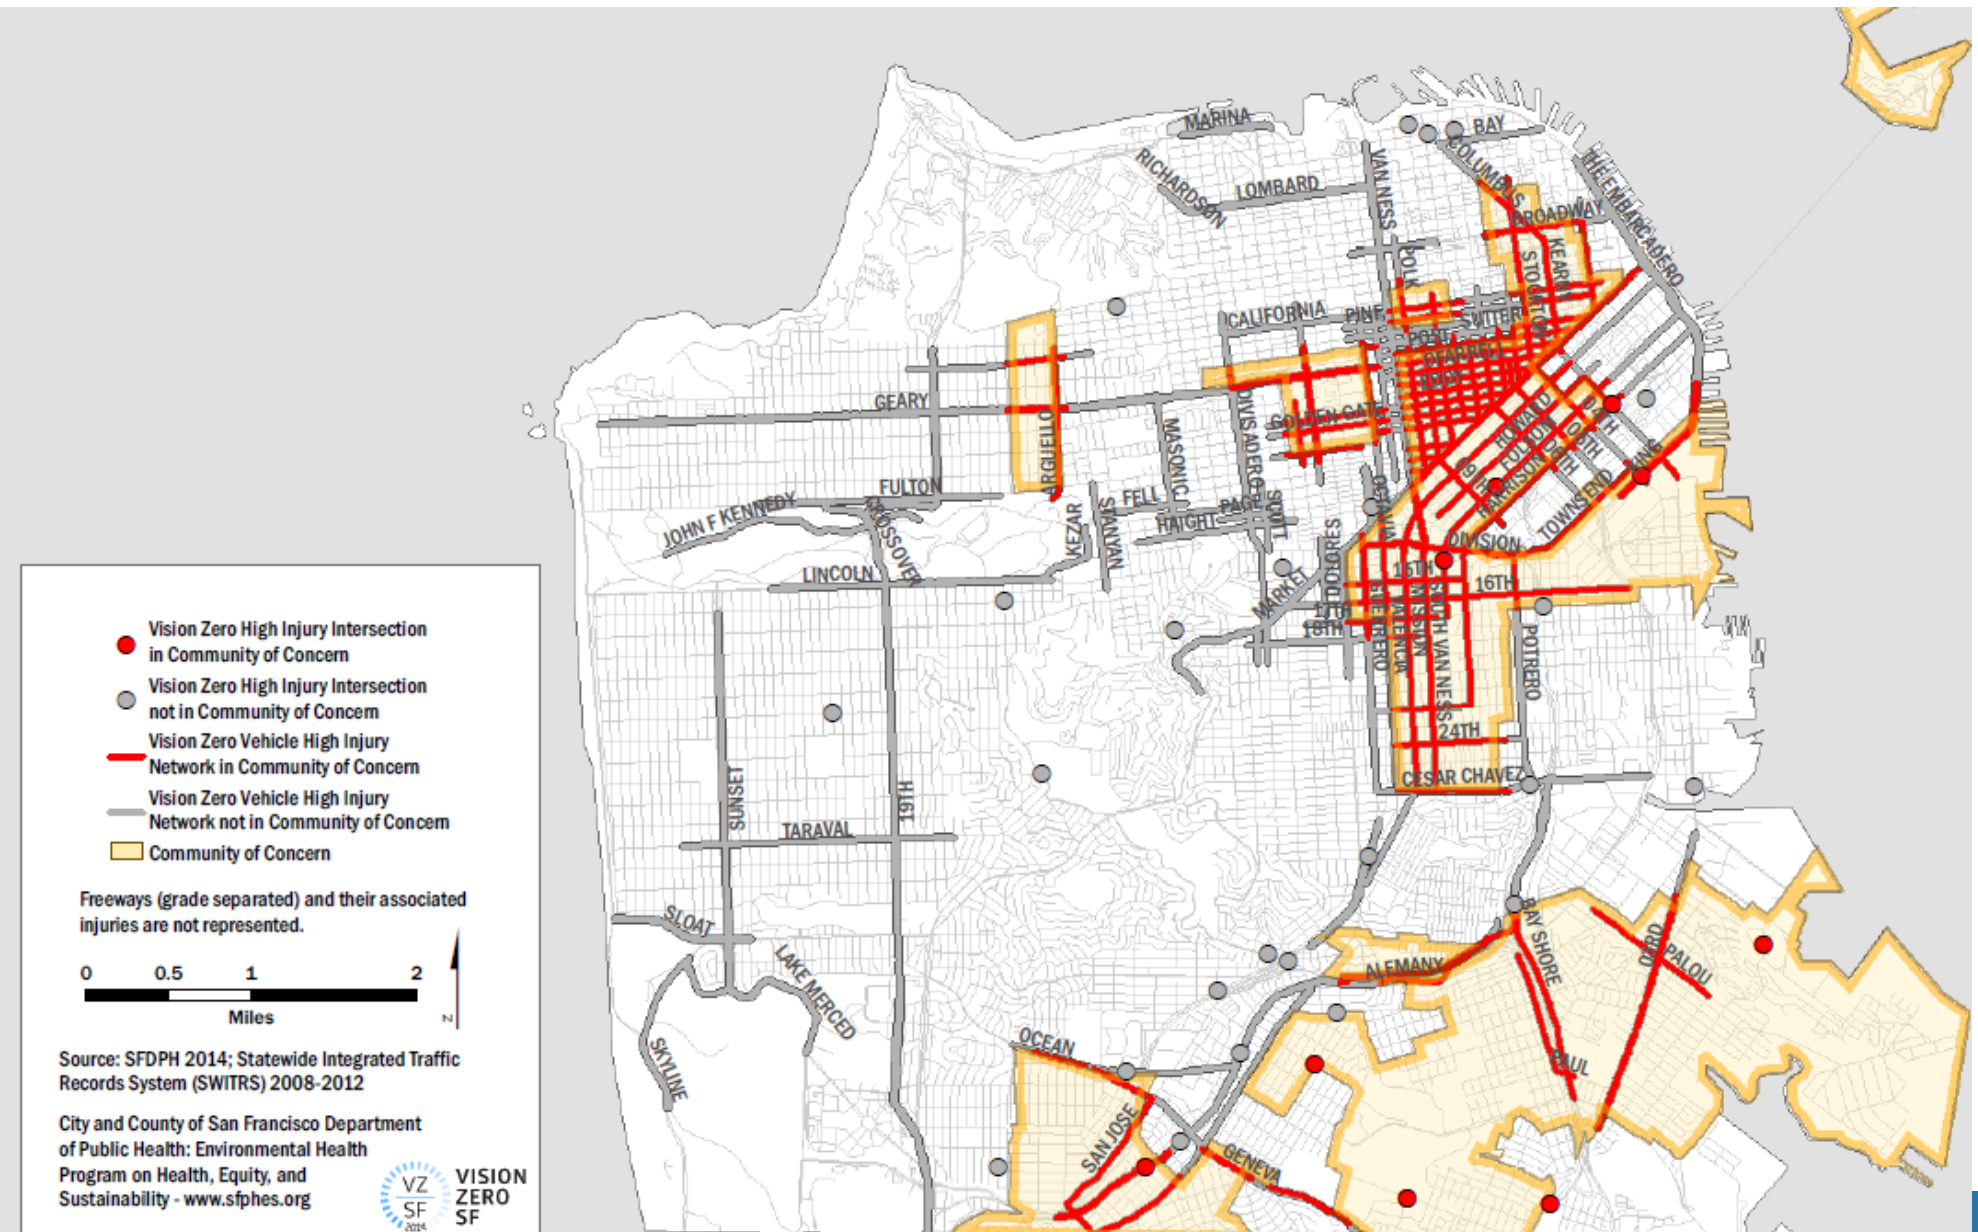 MARINA
BAY
RICHARDSON
LOMBARD
VAN NESS
COLUMBUS
THE EMBARCADERO
BROADWAY
POLK
STOCKTON
KEARNY
CALIFORNIA
PINE
SUTTER
POST
OFARRELL
EDDY
GEARY
ARGUELLO
MASONIC
DIVISADERO
GOLDEN GATE
HOWARD
FOLSOM
HARRISON
09TH
04TH
05TH
KING
TOWNSEND
FULTON
JOHN F KENNEDY
CROSSOVER
FELL
PAGE
HAIGHT
SCOTT
OCTAVIA
KEZAR
STANYAN
LINCOLN
DOLORES
MARKET
DIVISION
15TH
16TH
17TH
18TH
GUERRERO
VALENCIA
MISSION
SOUTH VAN NESS
POTRERO
24TH
CESAR CHAVEZ
SUNSET
19TH
TARAVAL
SLOAT
LAKE MERCED
SKYLINE
OCEAN
SAN JOSE
GENEVA
ALEMANY
BAY SHORE
03RD
PALOU
PAUL
Vision Zero High Injury Intersection
in Community of Concern
Vision Zero High Injury Intersection
not in Community of Concern
Vision Zero Vehicle High Injury
Network in Community of Concern
Vision Zero Vehicle High Injury
Network not in Community of Concern
Community of Concern
Freeways (grade separated) and their associated
injuries are not represented.
0 0.5 1 2
Miles
N
Source: SFDPH 2014; Statewide Integrated Traffic
Records System (SWITRS) 2008-2012
City and County of San Francisco Department
of Public Health: Environmental Health
Program on Health, Equity, and
Sustainability - www.sfphes.org
VZ
SF
2014
VISION
ZERO
SF